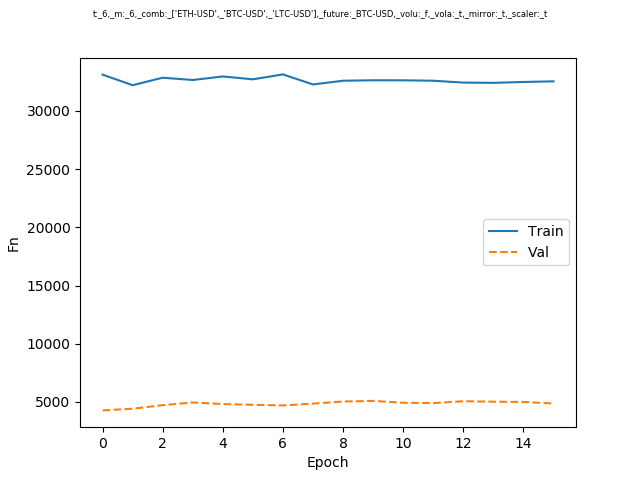 t:_6,_m:_6,_comb:_['ETH-USD',_'BTC-USD',_'LTC-USD'],_future:_BTC-USD,_volu:_f,_vola:_t,_mirror:_t,_scaler:_t
30000
25000
20000
15000
10000
5000
Fn
Train
Val
0 2 4 6 8 10 12 14
Epoch